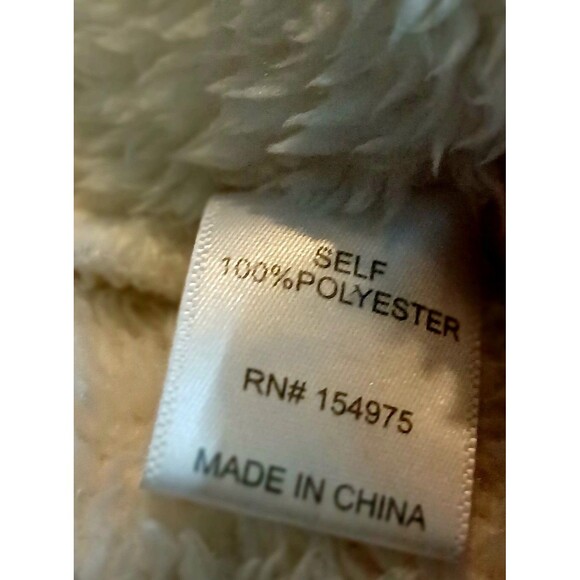 SELF
100%POLYESTER
RN# 154975
MADE IN CHINA